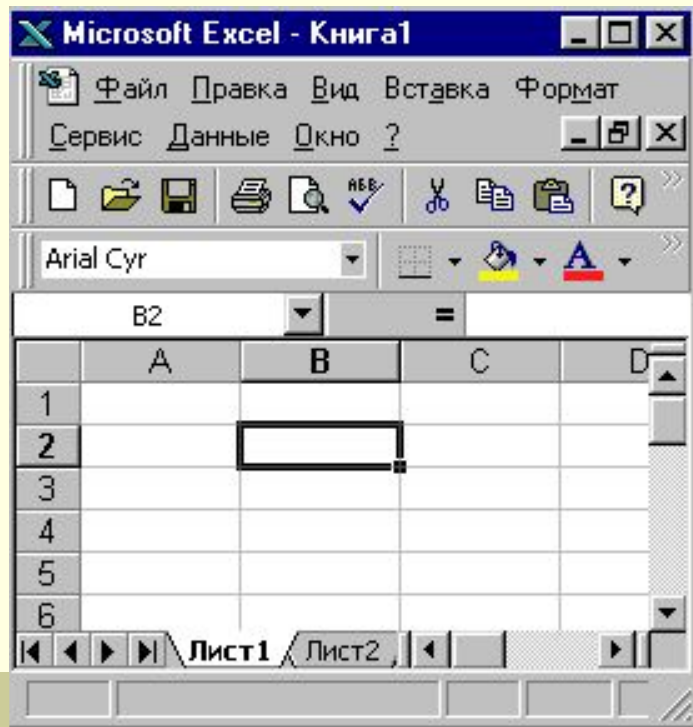 Microsoft Excel - Книга1
Файл Правка Вид Вставка Формат
Сервис Данные Окно ?
АБВ ?
Arial Cyr А
B2 =
A B C D
1
2
3
4
5
6
Лист1 Лист2